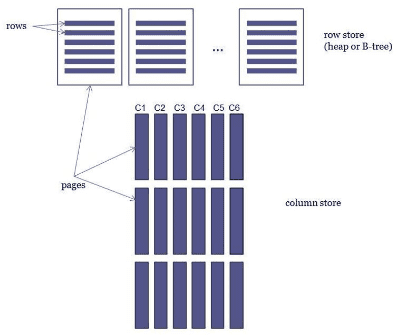 rows
...
row store
(heap or B-tree)
C1 C2 C3 C4 C5 C6
pages
column store